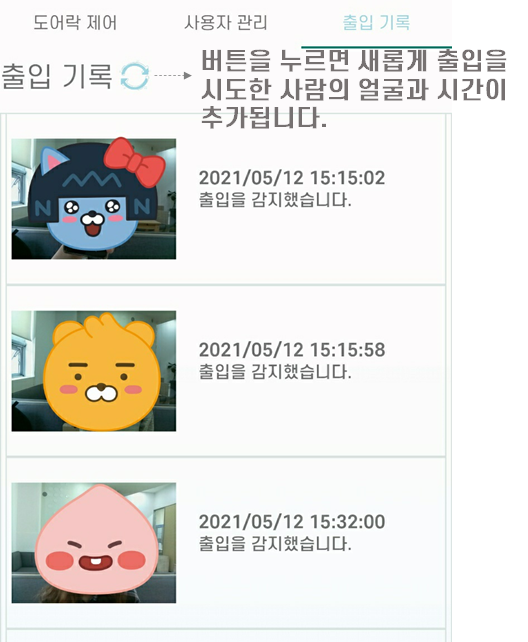 도어락 제어 사용자 관리 출입 기록
출입 기록
버튼을 누르면 새롭게 출입을
시도한 사람의 얼굴과 시간이
추가됩니다.
2021/05/12 15:15:02
출입을 감지했습니다.
N N
2021/05/12 15:15:58
출입을 감지했습니다.
2021/05/12 15:32:00
출입을 감지했습니다.